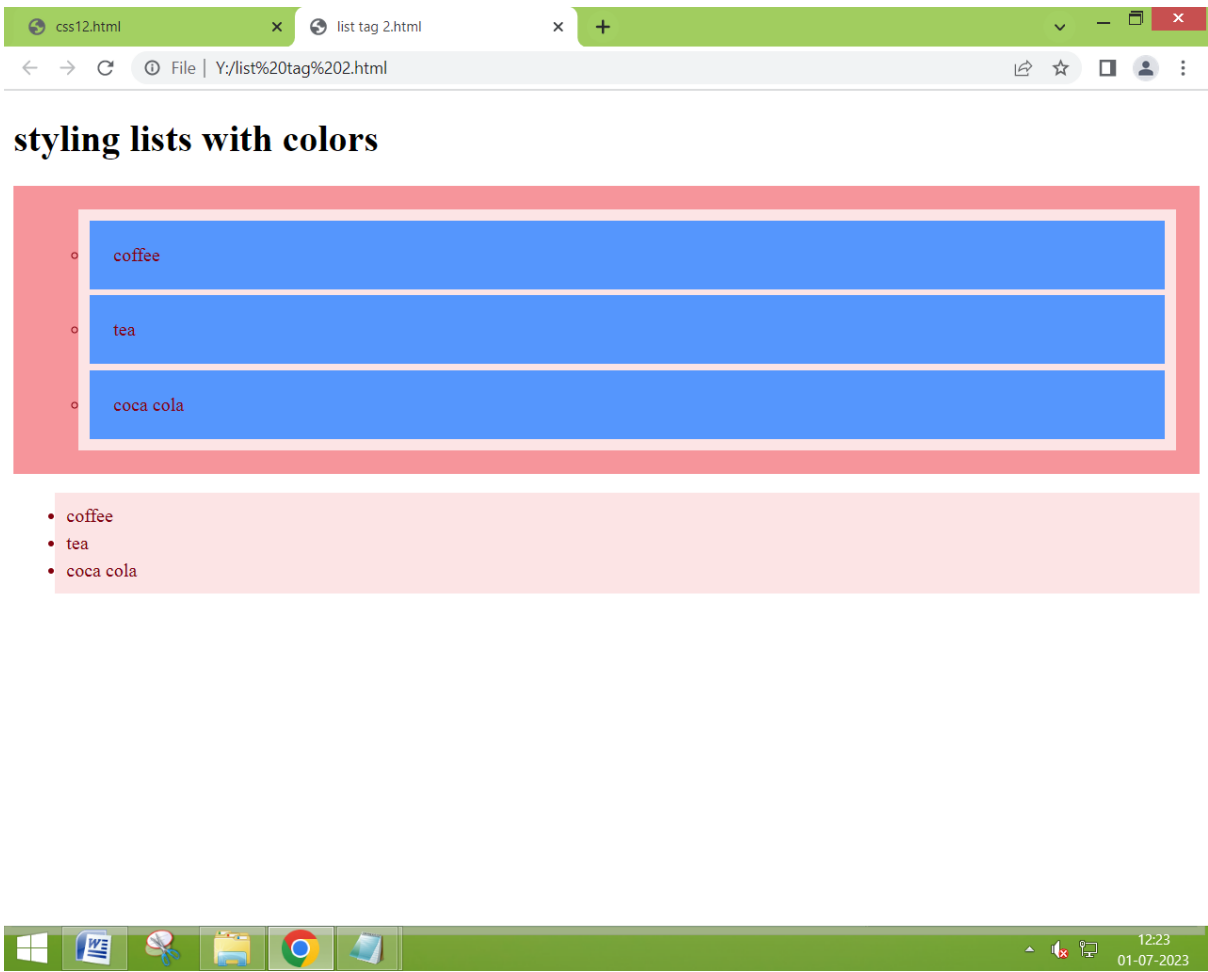 css12.html
list tag 2.html
File | Y:/list%20tag%202.html
styling lists with colors
coffee
tea
coca cola
coffee
tea
coca cola
12:23
01-07-2023